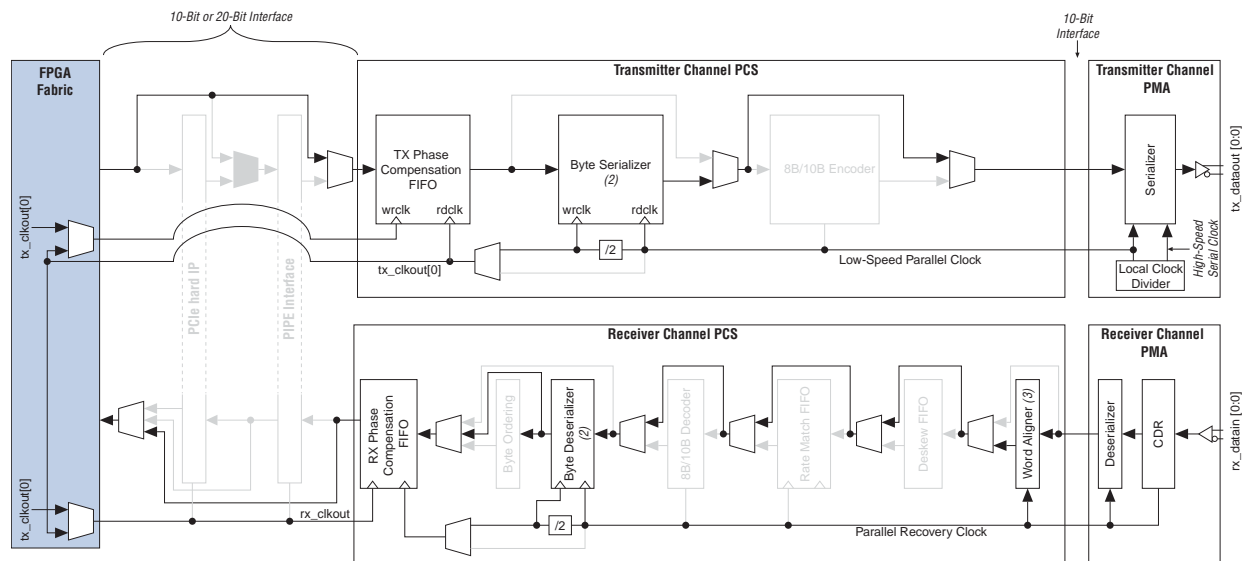 10-Bit or 20-Bit Interface
10-Bit
Interface
FPGA
Fabric
Transmitter Channel PCS
Transmitter Channel
PMA
TX Phase
Compensation
FIFO
wrclk
rdclk
Byte Serializer
(2)
wrclk
rdclk
8B/10B Encoder
Serializer
tx_dataout [0:0]
tx_clkout[0]
/2
tx_clkout[0]
Low-Speed Parallel Clock
High-Speed
Serial Clock
Local Clock
Divider
PCIe hard IP
PIPE Interface
Receiver Channel PCS
Receiver Channel
PMA
RX Phase
Compensation
FIFO
Byte Ordering
Byte Deserializer
(2)
8B/10B Decoder
Rate Match FIFO
Deskew FIFO
Word Aligner (3)
Deserializer
CDR
rx_datain [0:0]
tx_clkout[0]
rx_clkout
/2
Parallel Recovery Clock